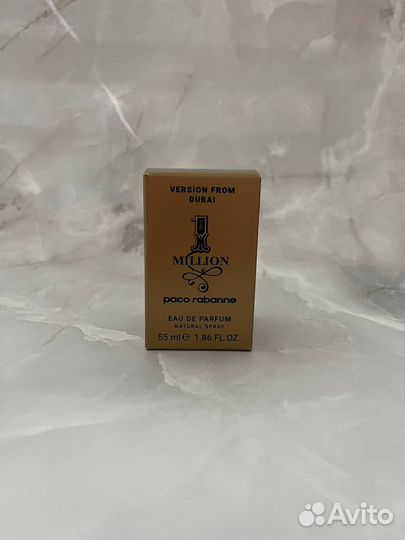 VERSION FROM
DUBAI
1
MILLION
paco rabanne
EAU DE PARFUM
NATURAL SPRAY
55 ml ℮ 1.86 FL.OZ.
Avito